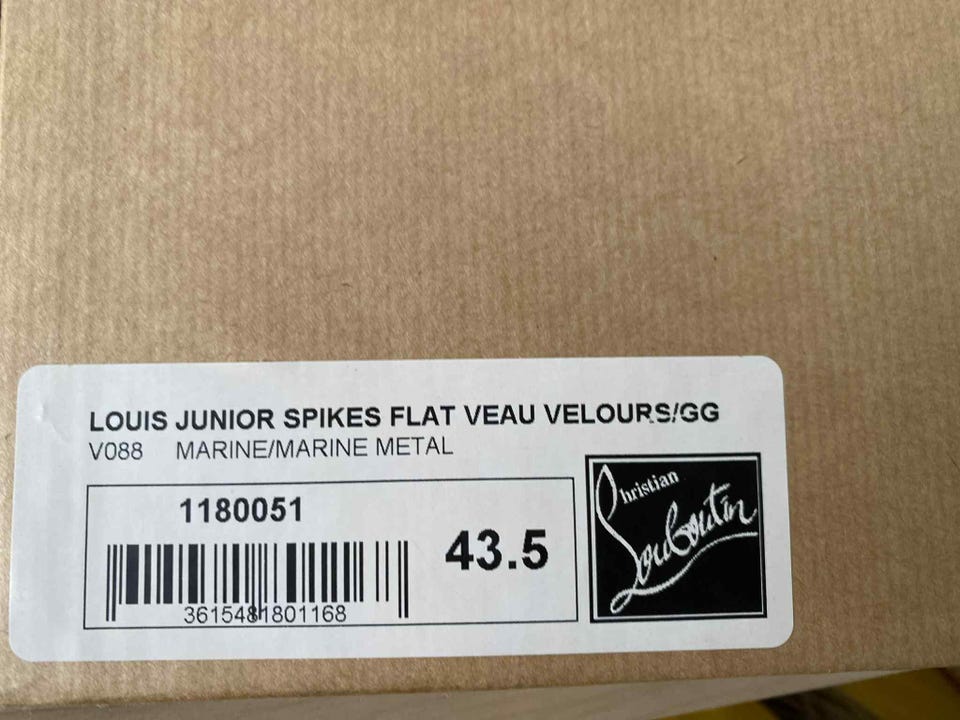 LOUIS JUNIOR SPIKES FLAT VEAU VELOURS/GG
V088 MARINE/MARINE METAL
1180051
43.5
3615481801168
Christian
Louboutin